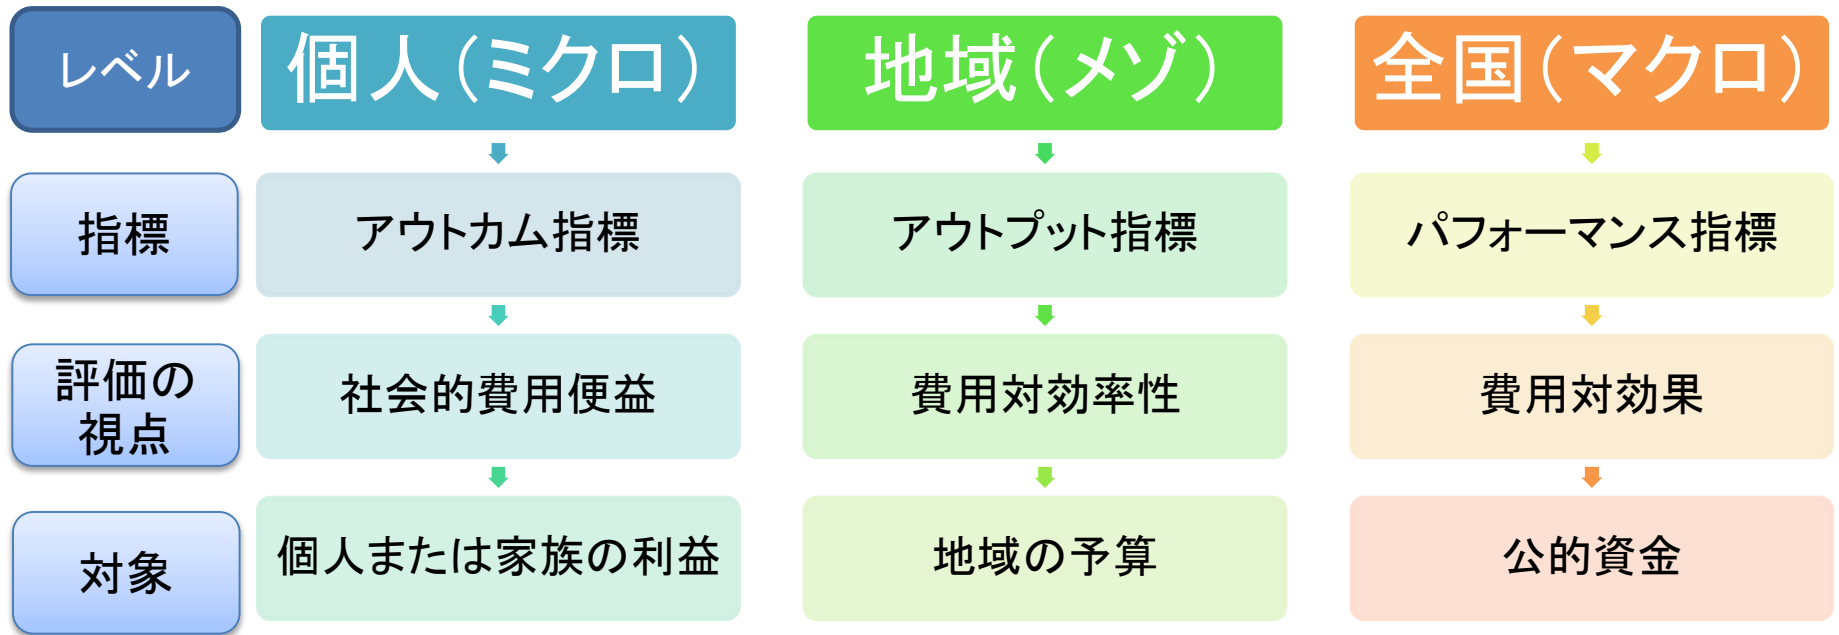 レベル
個人（ミクロ）
地域（メゾ）
全国（マクロ）
指標
アウトカム指標
アウトプット指標
パフォーマンス指標
評価の
視点
社会的費用便益
費用対効率性
費用対効果
対象
個人または家族の利益
地域の予算
公的資金